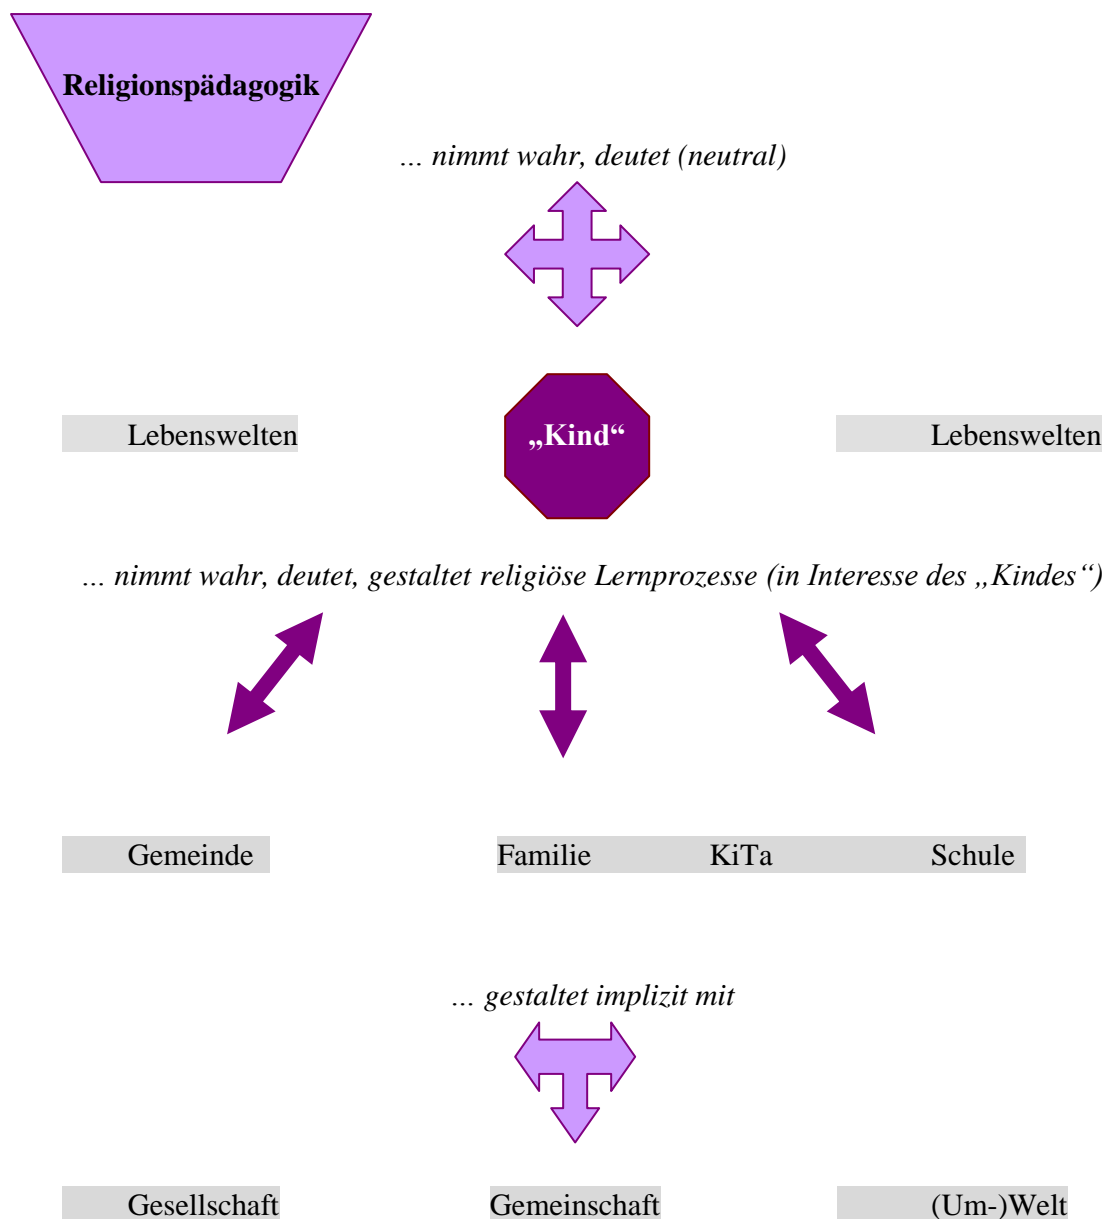 Religionspädagogik
... nimmt wahr, deutet (neutral)
Lebenswelten „Kind“ Lebenswelten
... nimmt wahr, deutet, gestaltet religiöse Lernprozesse (in Interesse des „Kindes“)
Gemeinde Familie KiTa Schule
... gestaltet implizit mit
Gesellschaft Gemeinschaft (Um-)Welt